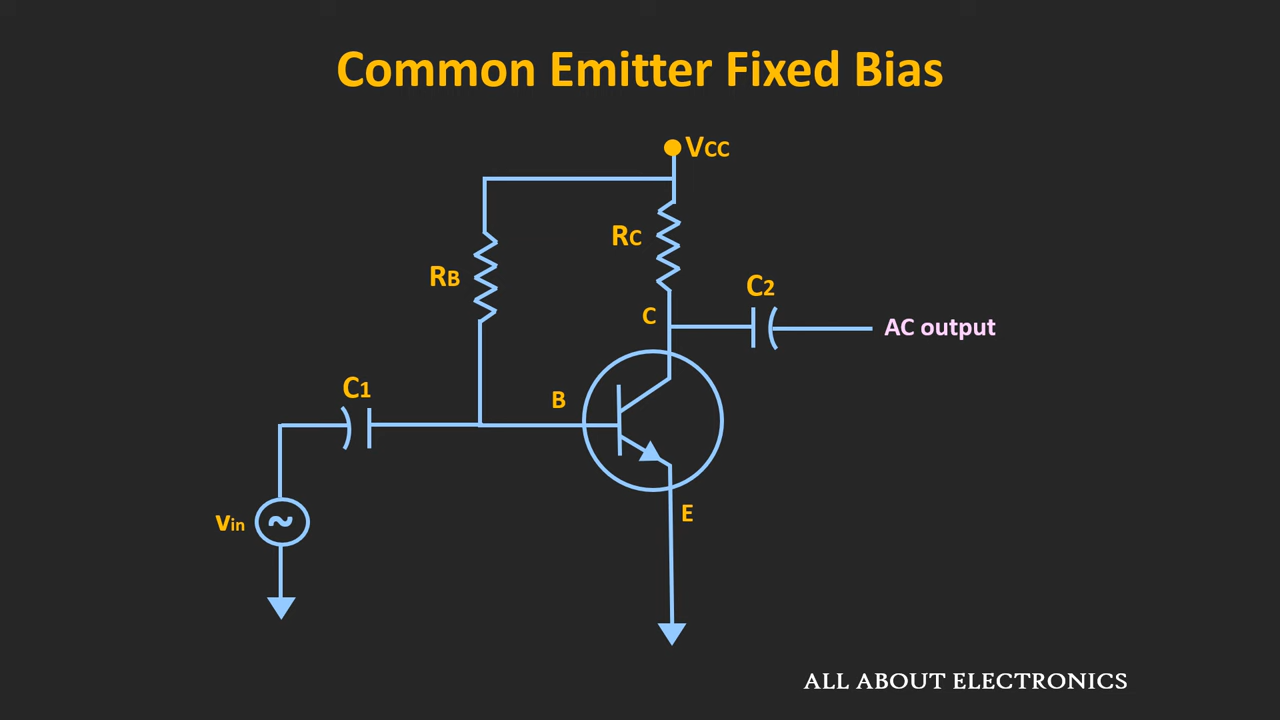 Common Emitter Fixed Bias
VCC
RC
RB
C2
C
AC output
C1
B
vin
~
E
ALL ABOUT ELECTRONICS